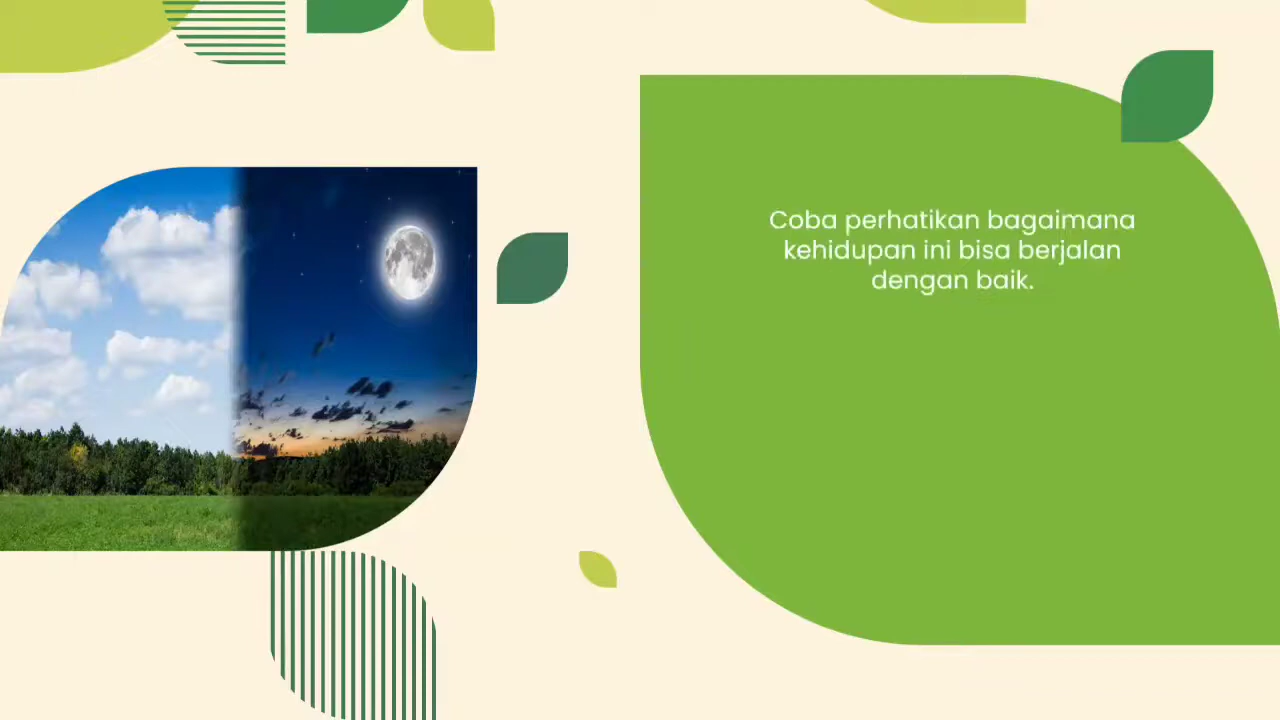 Coba perhatikan bagaimana
kehidupan ini bisa berjalan
dengan baik.